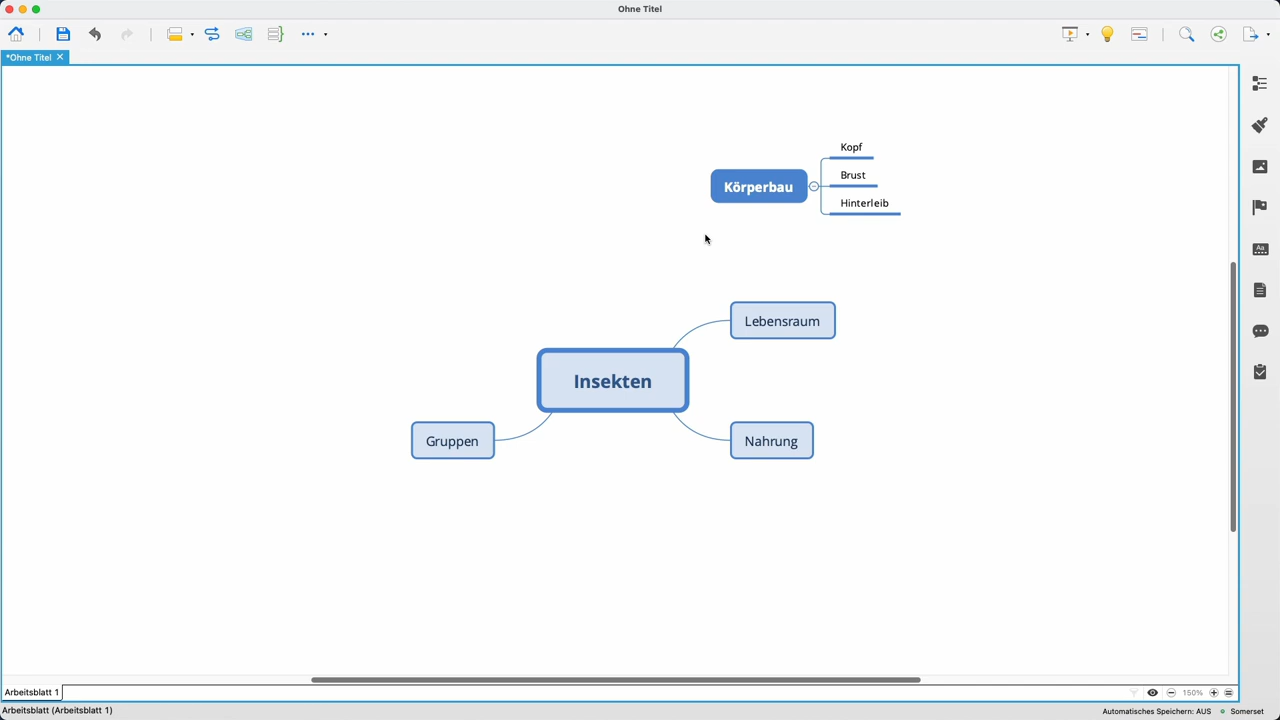 Ohne Titel
*Ohne Titel
Körperbau
Kopf
Brust
Hinterleib
Lebensraum
Insekten
Gruppen
Nahrung
Aa
Arbeitsblatt 1
150%
Arbeitsblatt (Arbeitsblatt 1)
Automatisches Speichern: AUS
Somerset